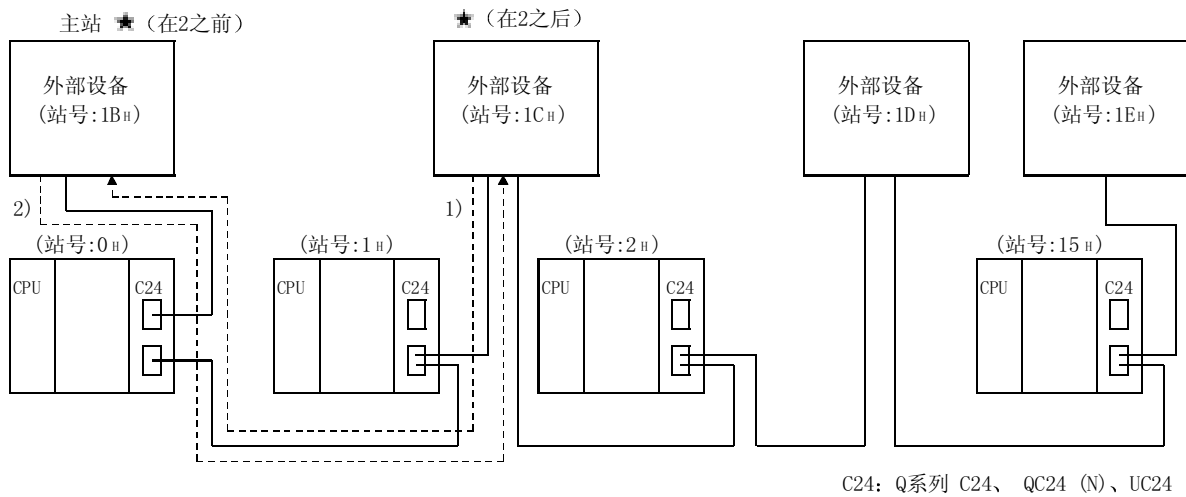 主站 ★（在2之前）
★（在2之后）
外部设备
(站号:1BH)
外部设备
(站号:1CH)
外部设备
(站号:1DH)
外部设备
(站号:1EH)
2)
1)
(站号:0H)
(站号:1H)
(站号:2H)
(站号:15H)
CPU
C24
CPU
C24
CPU
C24
CPU
C24
C24：Q系列 C24、 QC24 (N)、UC24